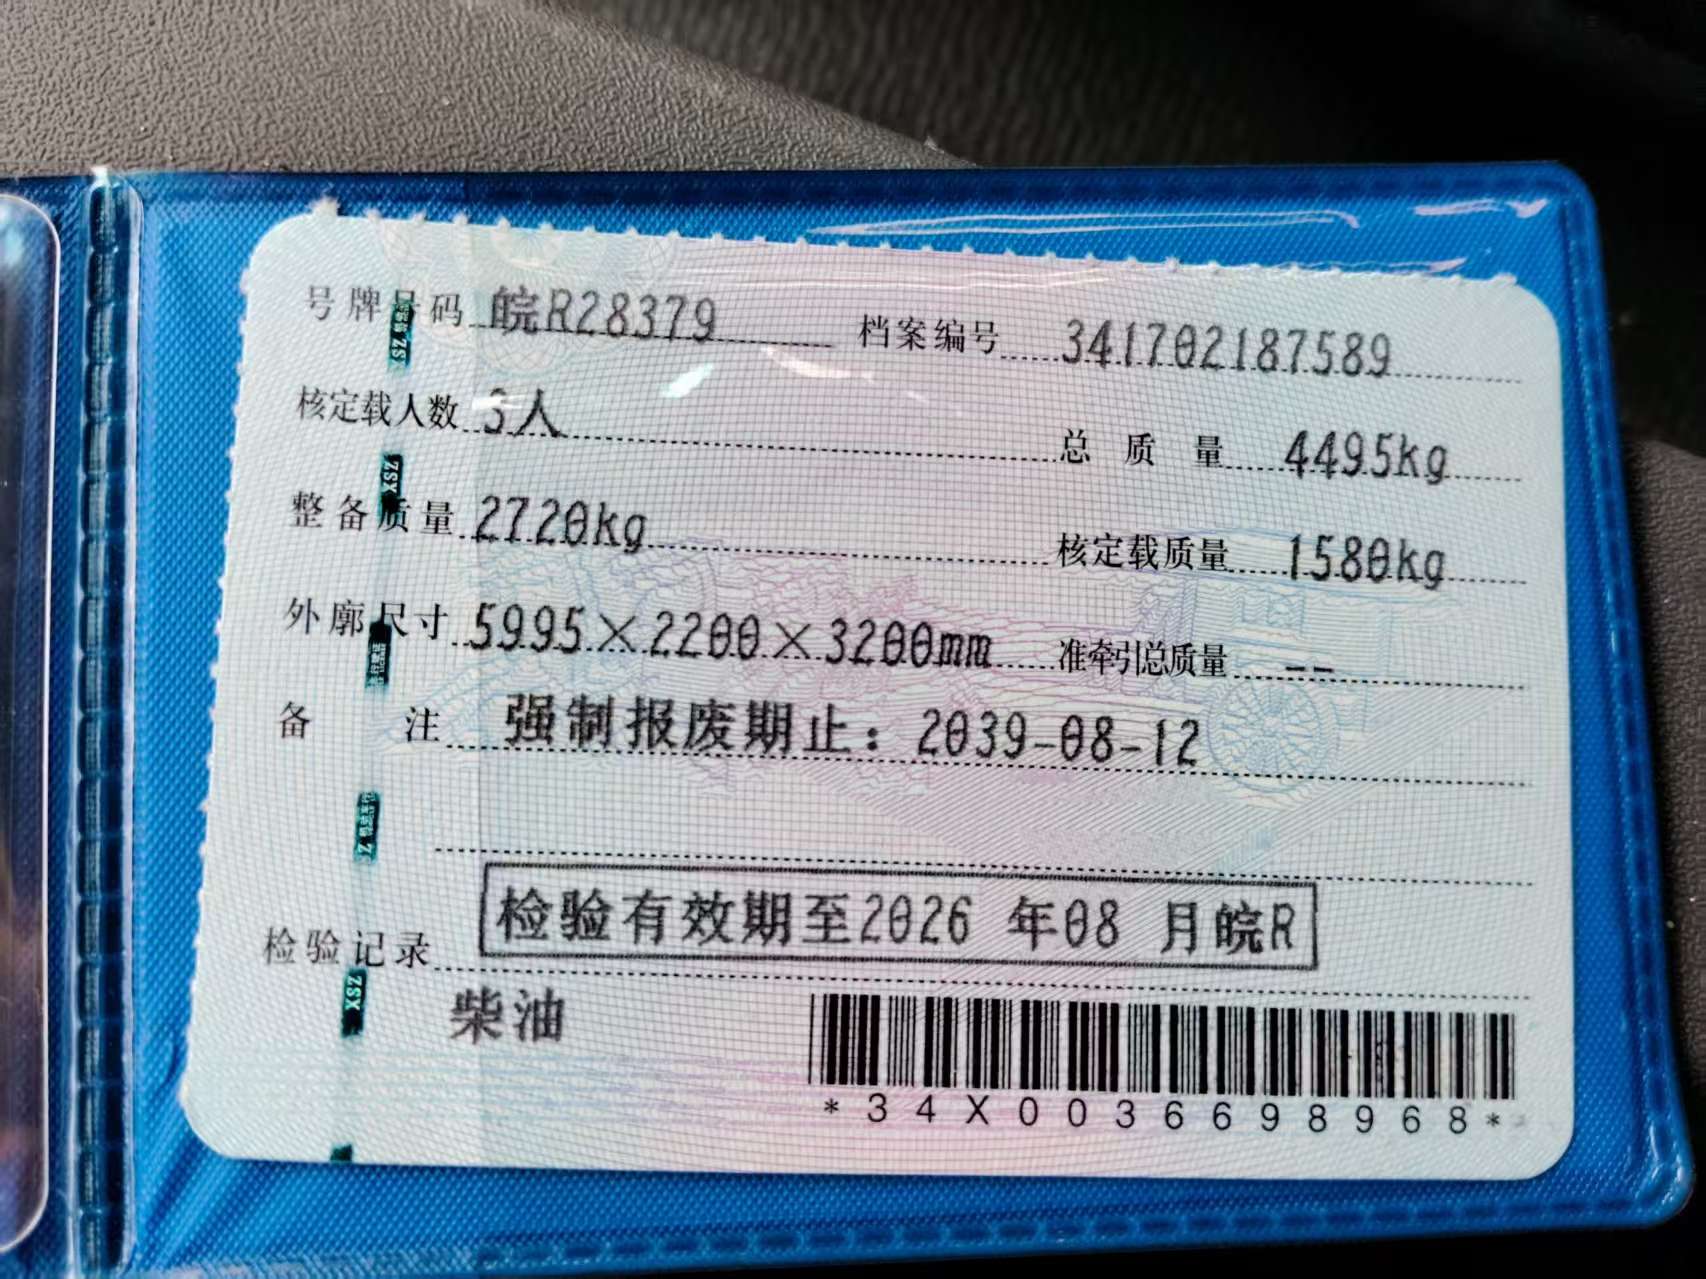 号牌号码 皖R28379 档案编号 341702187589
核定载人数 3人 总质量 4495kg
整备质量 2720kg 核定载质量 1580kg
外廓尺寸 5995×2200×3200mm 准牵引总质量 --
备注 强制报废期止：2039-08-12
检验记录 检验有效期至2026 年08 月皖R
柴油
*34X0036698968*
XSZ
XSZ